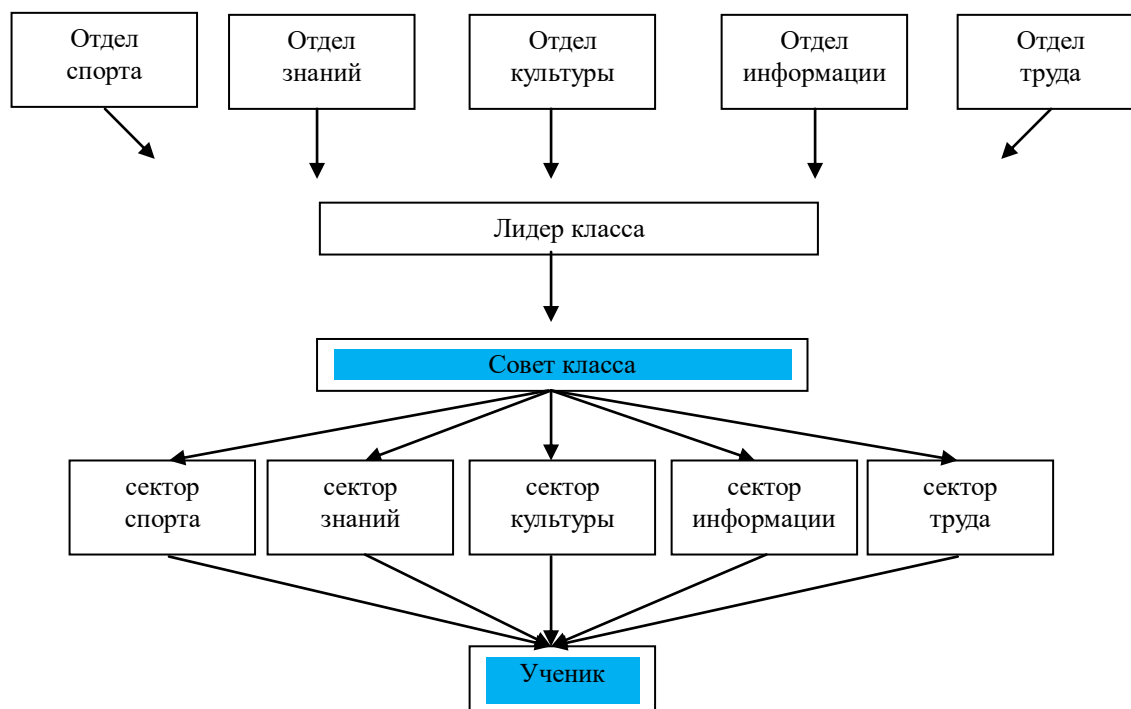 Отдел
спорта
Отдел
знаний
Отдел
культуры
Отдел
информации
Отдел
труда
Лидер класса
Совет класса
сектор
спорта
сектор
знаний
сектор
культуры
сектор
информации
сектор
труда
Ученик